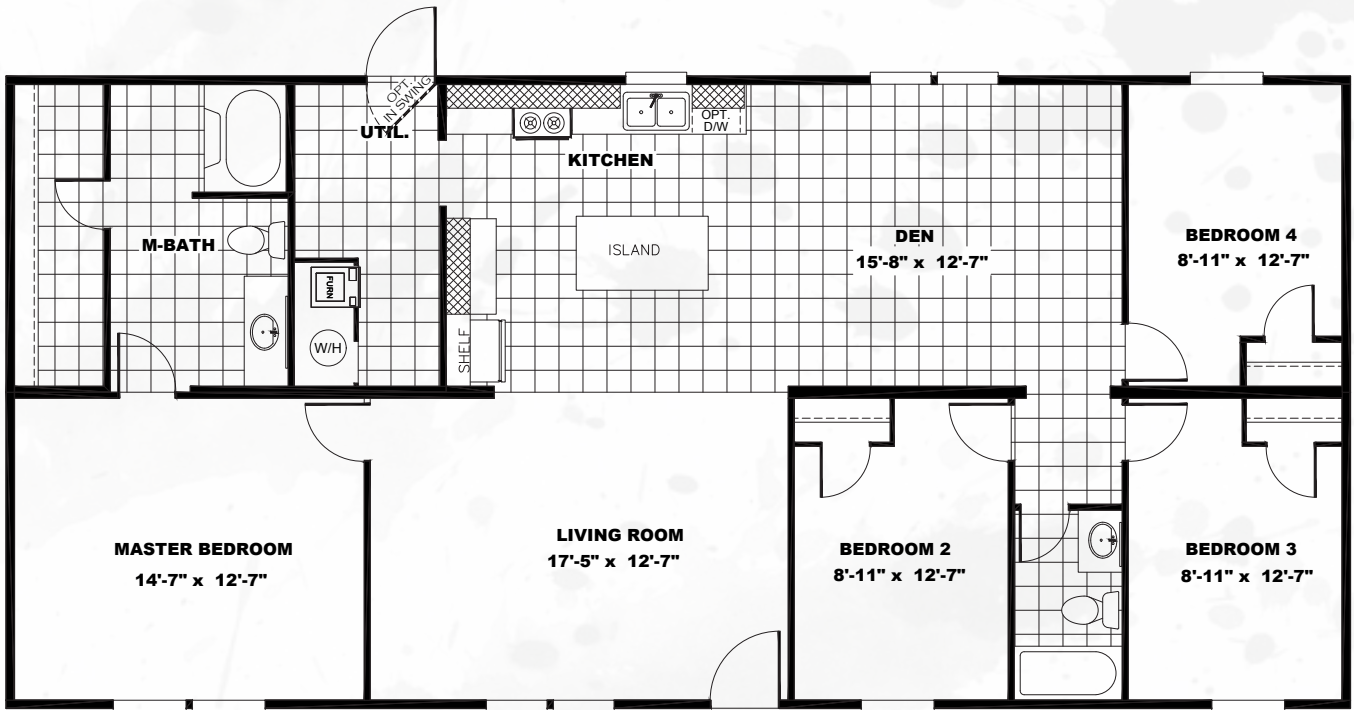 OPT.
IN SWING
UTIL.
OPT.
D/W
KITCHEN
M-BATH
ISLAND
DEN
15'-8" x 12'-7"
BEDROOM 4
8'-11" x 12'-7"
FURN
W/H
SHELF
MASTER BEDROOM
14'-7" x 12'-7"
LIVING ROOM
17'-5" x 12'-7"
BEDROOM 2
8'-11" x 12'-7"
BEDROOM 3
8'-11" x 12'-7"